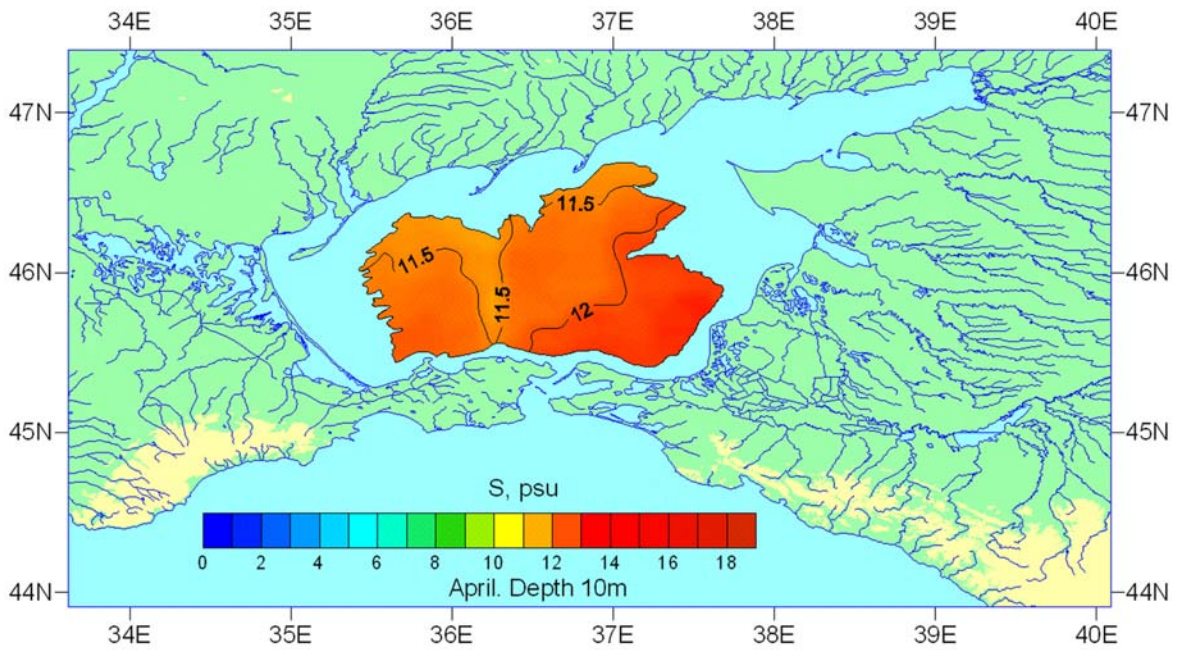 34E 35E 36E 37E 38E 39E 40E
47N 47N
11.5
11.5
46N 46N
11.5
12
45N 45N
S, psu
0 2 4 6 8 10 12 14 16 18
April. Depth 10m
44N 44N
34E 35E 36E 37E 38E 39E 40E